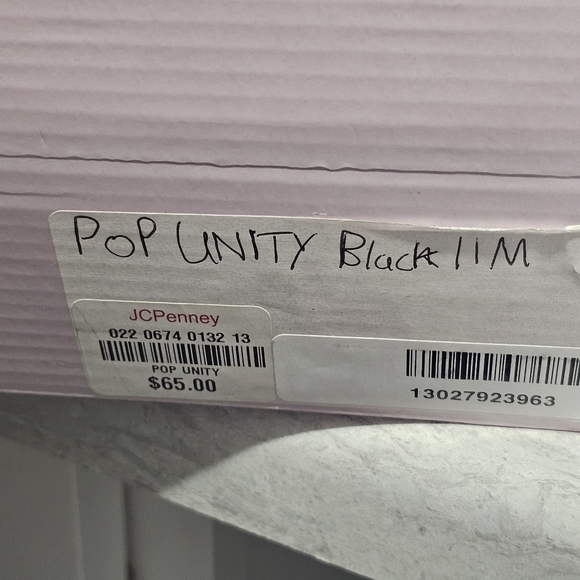 POP UNITY Black 11M
JCPenney
022 0674 0132 13
POP UNITY
$65.00
13027923963